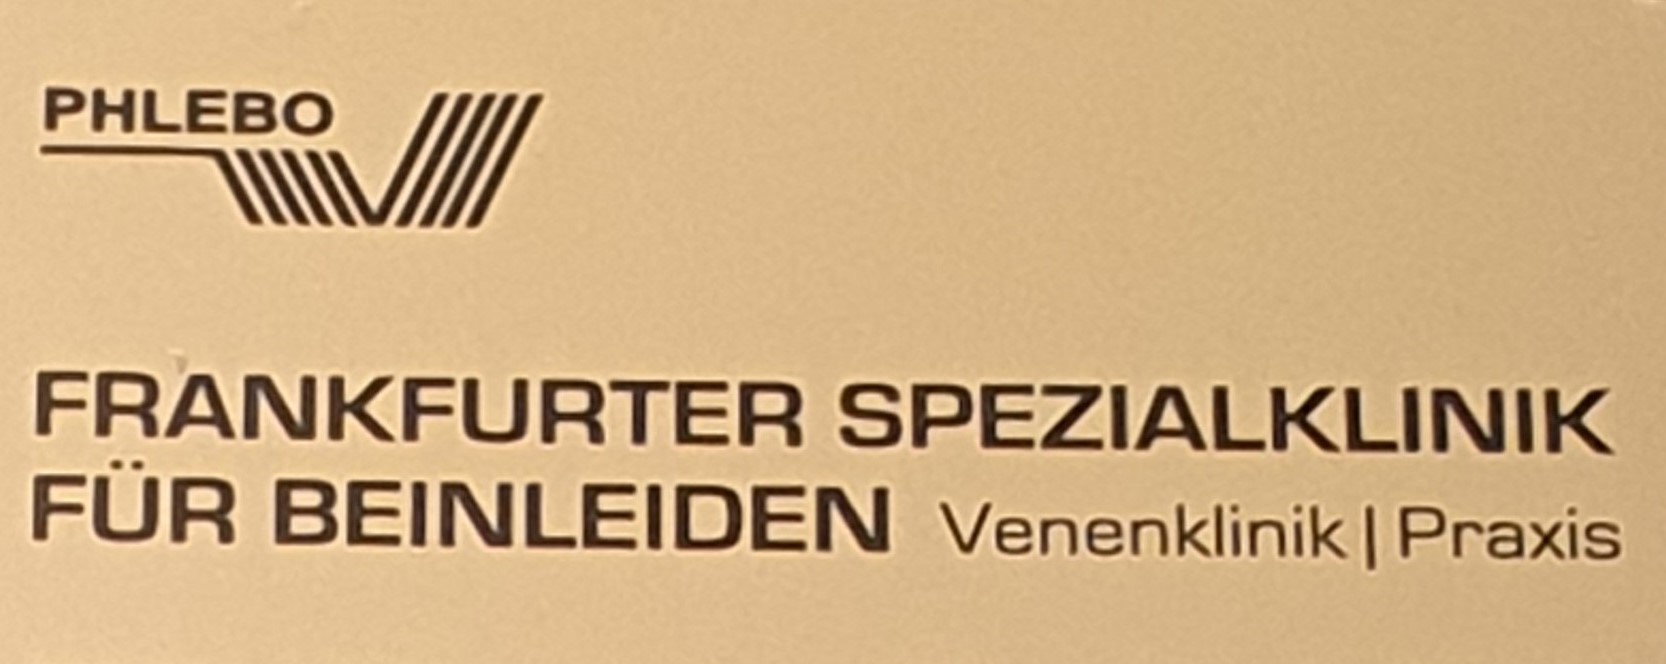 PHLEBO
FRANKFURTER SPEZIALKLINIK
FÜR BEINLEIDEN Venenklinik | Praxis